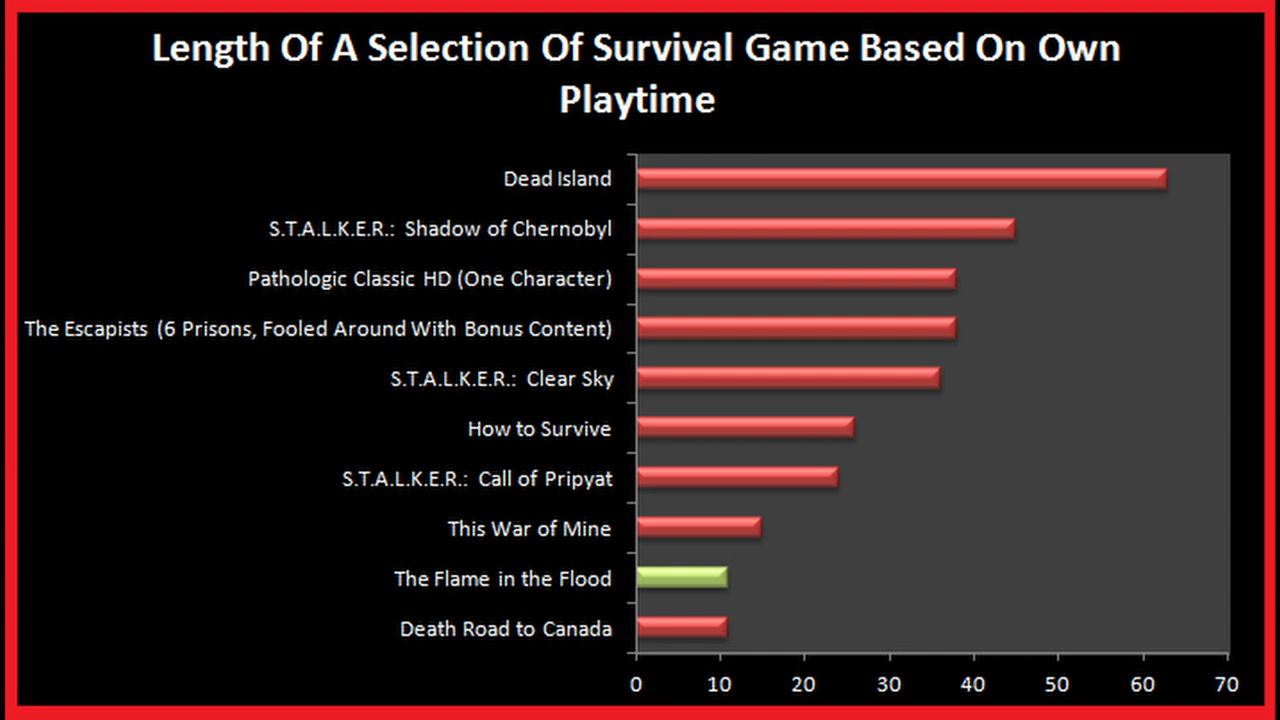 Length Of A Selection Of Survival Game Based On Own
Playtime
Dead Island
S.T.A.L.K.E.R.: Shadow of Chernobyl
Pathologic Classic HD (One Character)
The Escapists (6 Prisons, Fooled Around With Bonus Content)
S.T.A.L.K.E.R.: Clear Sky
How to Survive
S.T.A.L.K.E.R.: Call of Pripyat
This War of Mine
The Flame in the Flood
Death Road to Canada
0 10 20 30 40 50 60 70